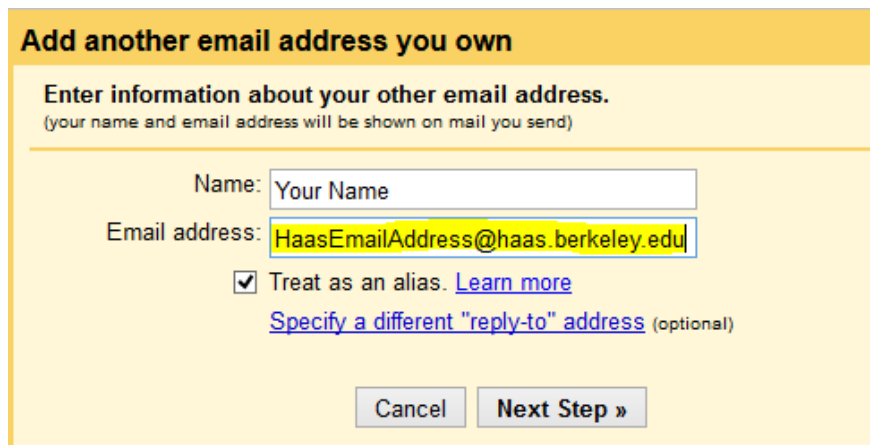 Add another email address you own
Enter information about your other email address.
(your name and email address will be shown on mail you send)
Name: Your Name
Email address: HaasEmailAddress@haas.berkeley.edu
Treat as an alias. Learn more
Specify a different "reply-to" address (optional)
Cancel Next Step »